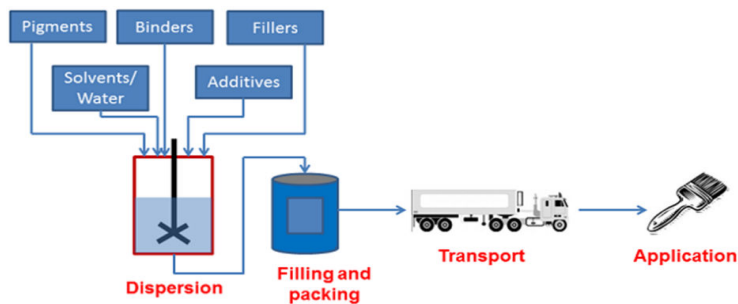 Pigments
Binders
Fillers
Solvents/
Water
Additives
Dispersion
Filling and
packing
Transport
Application